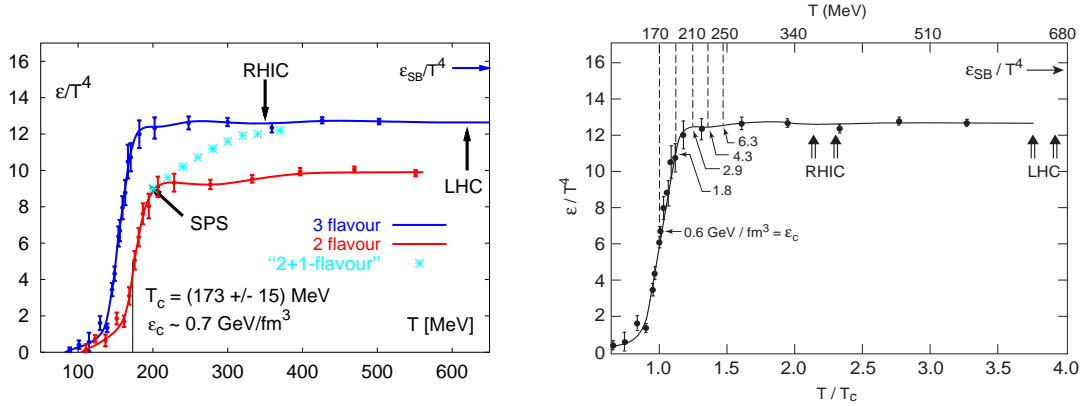 ε/T⁴
RHIC
ε_SB/T⁴
16
14
12
10
8
6
4
2
0
LHC
SPS
3 flavour
2 flavour
“2+1-flavour”
T_c = (173 +/- 15) MeV
ε_c ~ 0.7 GeV/fm³
T [MeV]
100 200 300 400 500 600
T (MeV)
170 210 250 340 510 680
ε_SB / T⁴
16
14
12
10
8
6
4
2
0
ε / T⁴
6.3
4.3
2.9
1.8
RHIC
LHC
0.6 GeV / fm³ = ε_c
1.0 1.5 2.0 2.5 3.0 3.5 4.0
T / T_c